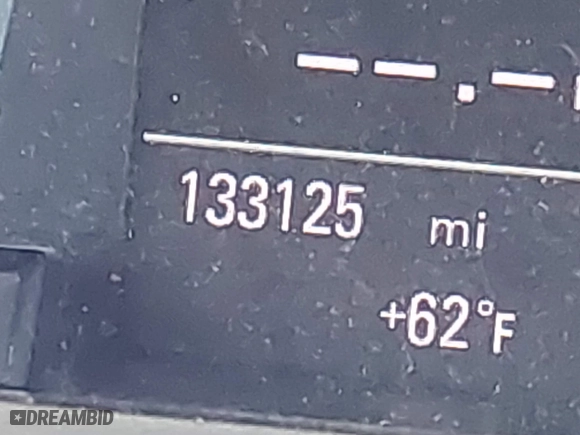 --.-
133125 mi
+62°F
DREAMBID